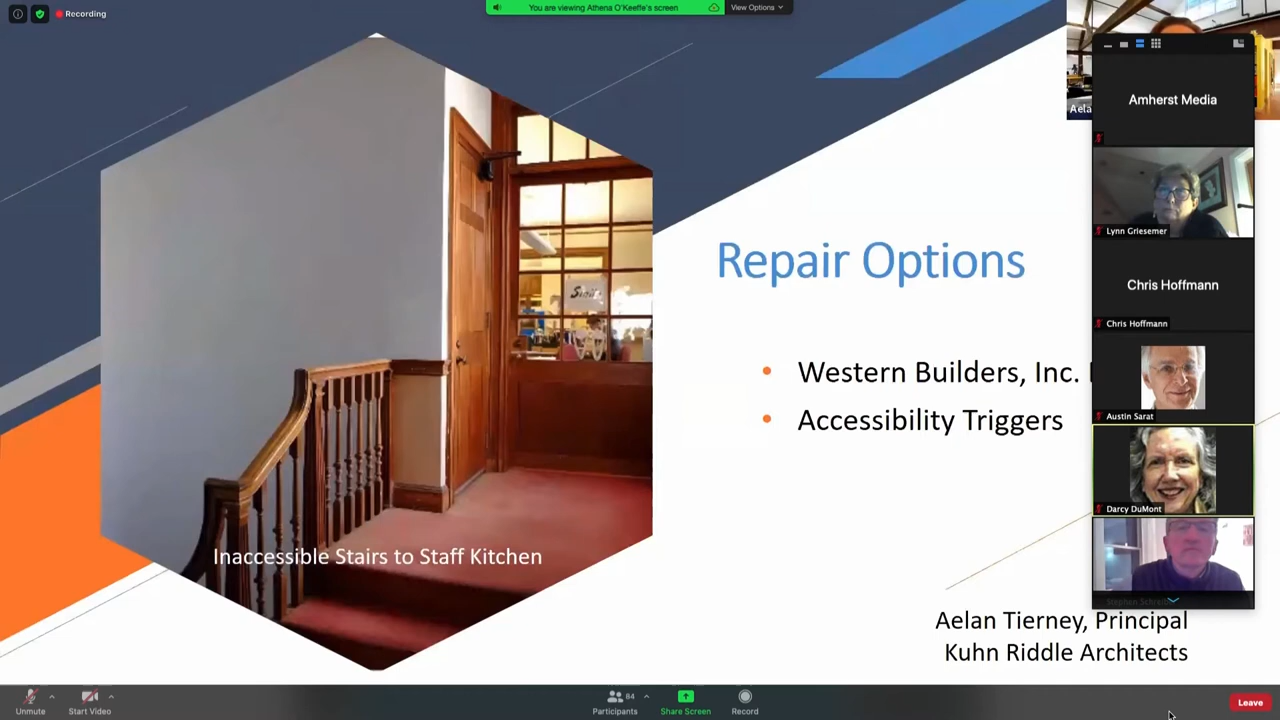 Recording
You are viewing Athena O'Keeffe's screen
View Options
Aela
Amherst Media
Lynn Griesemer
Chris Hoffmann
Chris Hoffmann
Austin Sarat
Darcy DuMont
Repair Options
• Western Builders, Inc.
• Accessibility Triggers
Inaccessible Stairs to Staff Kitchen
Aelan Tierney, Principal
Kuhn Riddle Architects
Unmute
Start Video
84
Participants
Share Screen
Record
Leave